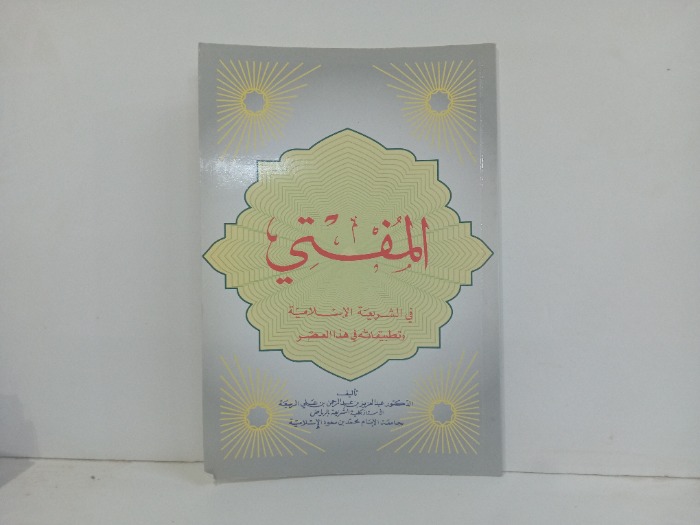 المُفْتِي
في الشريعة الإسلامية
وتطبيقاته في هذا العصر
تأليف
الدكتور عبد العزيز بن عبد الرحمن بن علي الربيعة
الأستاذ بكلية الشريعة بالرياض
جامعة الإمام محمد بن سعود الإسلامية